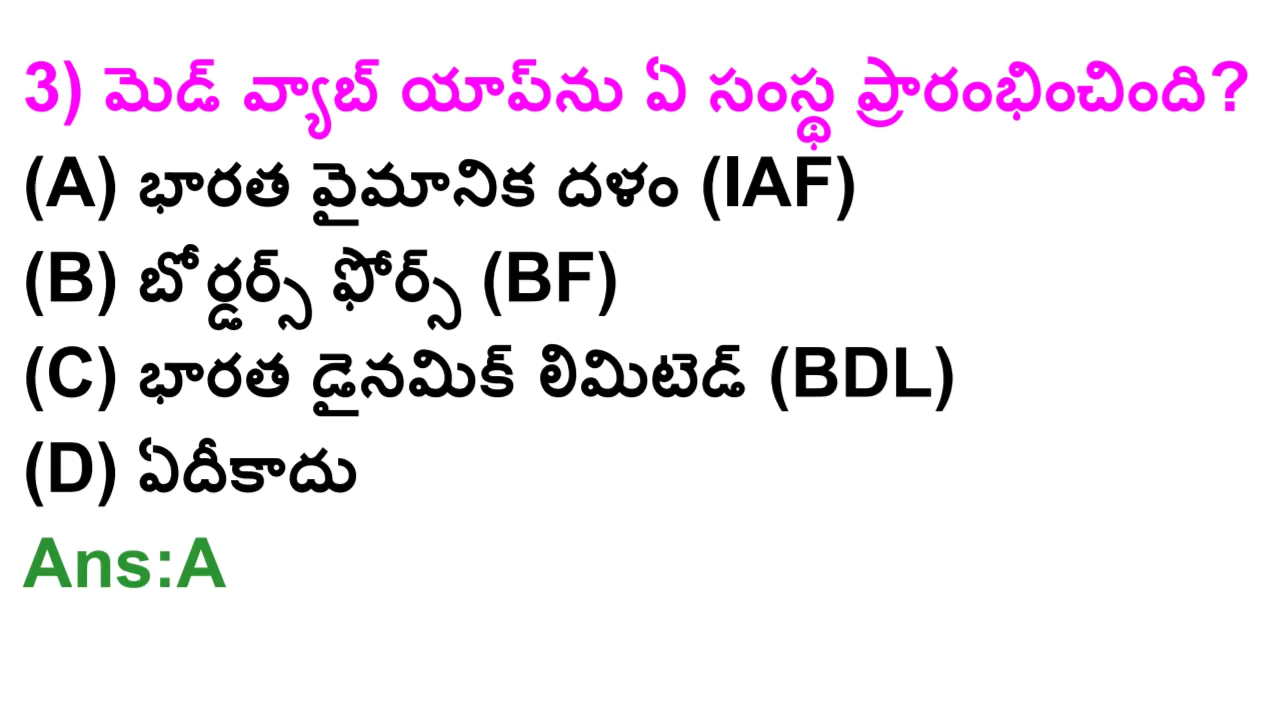 3) మెడ్ వ్యాబ్ యాప్‌ను ఏ సంస్థ ప్రారంభించింది?
(A) భారత వైమానిక దళం (IAF)
(B) బోర్డర్స్ ఫోర్స్ (BF)
(C) భారత డైనమిక్ లిమిటెడ్ (BDL)
(D) ఏదీకాదు
Ans:A